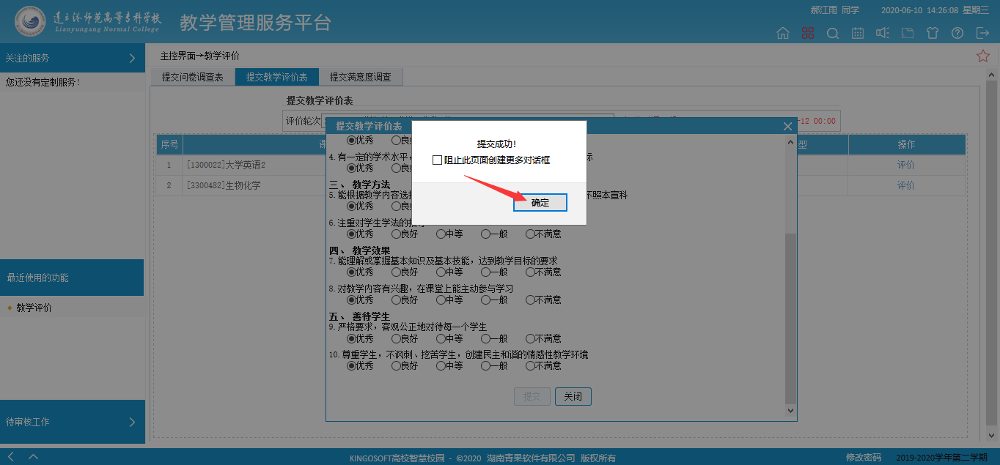 连云港师范高等专科学校
Lianyungang Normal College
教学管理服务平台
郝江雨 同学 2020-06-10 14:26:08 星期三
关注的服务
您还没有定制服务!
最近使用的功能
教学评价
待审核工作
主控界面→教学评价
提交问卷调查表 提交教学评价表 提交满意度调查
提交教学评价表
评价轮次
-12 00:00
序号 课 型 操作
1 [1300022]大学英语2 评价
2 [3300482]生物化学 评价
提交教学评价表
优秀 良
4. 有一定的学术水平, 标
优秀 良
三、 教学方法
5. 能根据教学内容选 不照本宣科
优秀 良
6. 注重对学生学法的指导
优秀 良好 中等 一般 不满意
四、 教学效果
7. 能理解或掌握基本知识及基本技能，达到教学目标的要求
优秀 良好 中等 一般 不满意
8. 对教学内容有兴趣，在课堂上能主动参与学习
优秀 良好 中等 一般 不满意
五、 善待学生
9. 严格要求，客观公正地对待每一个学生
优秀 良好 中等 一般 不满意
10. 尊重学生，不讽刺、挖苦学生，创建民主和谐的情感性教学环境
优秀 良好 中等 一般 不满意
提交 关闭
提交成功!
阻止此页面创建更多对话框
确定
KINGOSOFT高校智慧校园 - ©2020 湖南青果软件有限公司 版权所有
修改密码 2019-2020学年第二学期